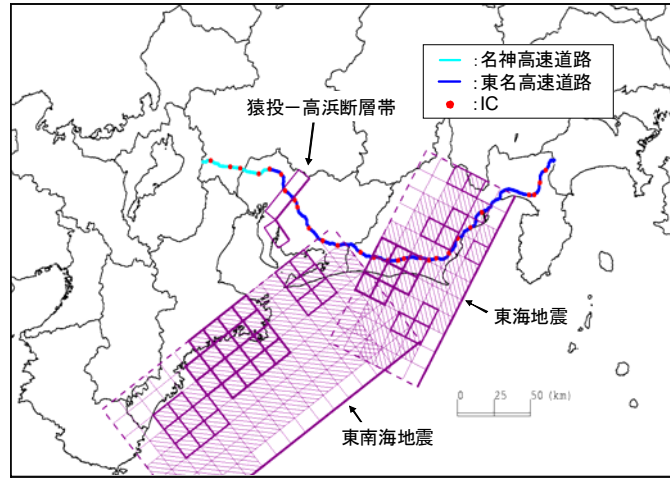 ：名神高速道路
：東名高速道路
：IC
猿投ー高浜断層帯
東海地震
東南海地震
0 25 50 (km)